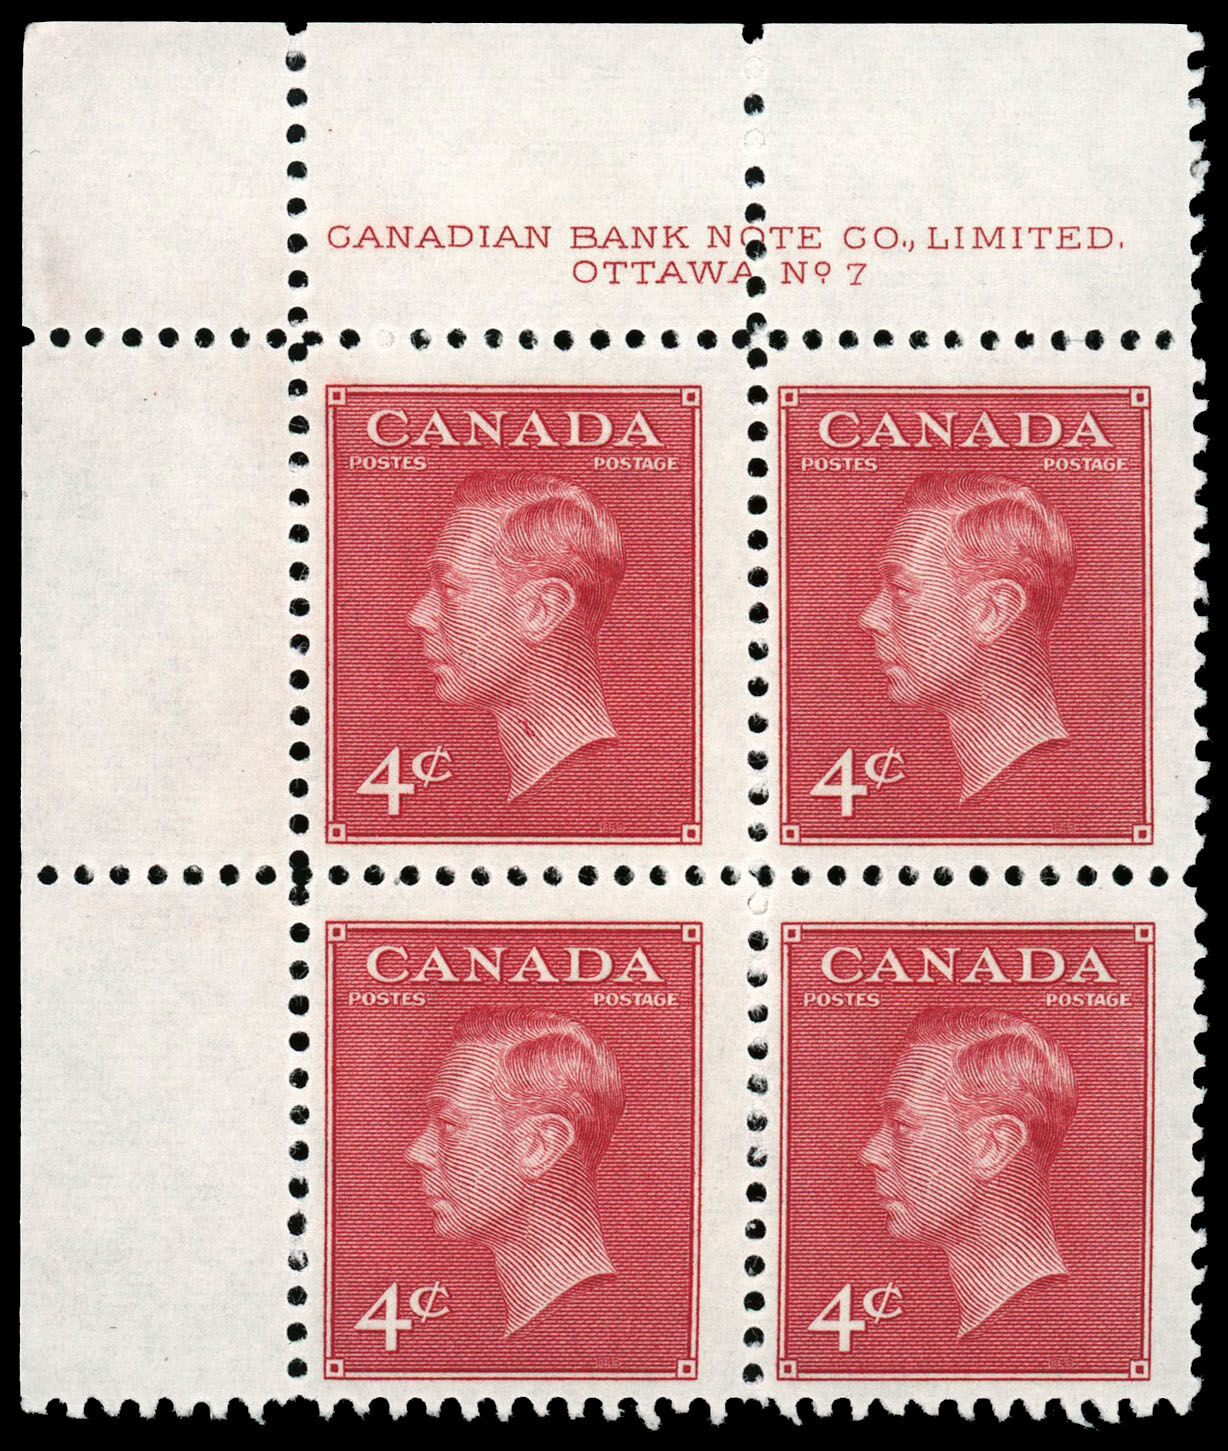 CANADIAN BANK NOTE CO., LIMITED.
OTTAWA Nº 7
CANADA
POSTES POSTAGE
4¢
CANADA
POSTES POSTAGE
4¢
CANADA
POSTES POSTAGE
4¢
CANADA
POSTES POSTAGE
4¢